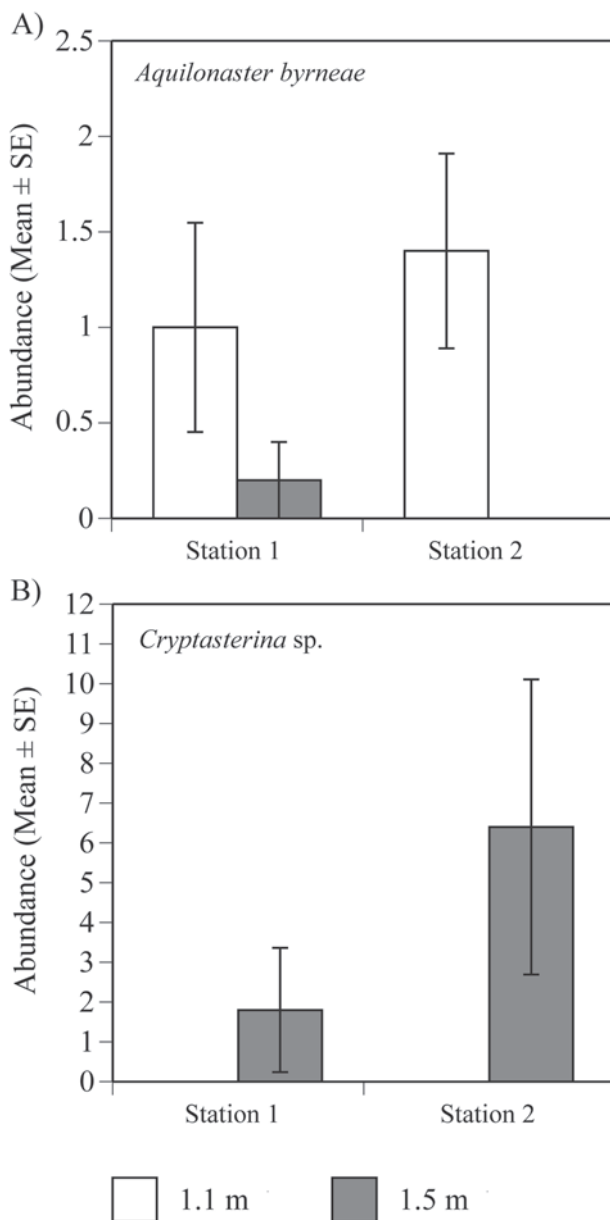 A)
Abundance (Mean ± SE)
2.5
2
1.5
1
0.5
0
Aquilonaster byrneae
Station 1 Station 2
B)
Abundance (Mean ± SE)
12
11
10
9
8
7
6
5
4
3
2
1
0
Cryptasterina sp.
Station 1 Station 2
1.1 m 1.5 m